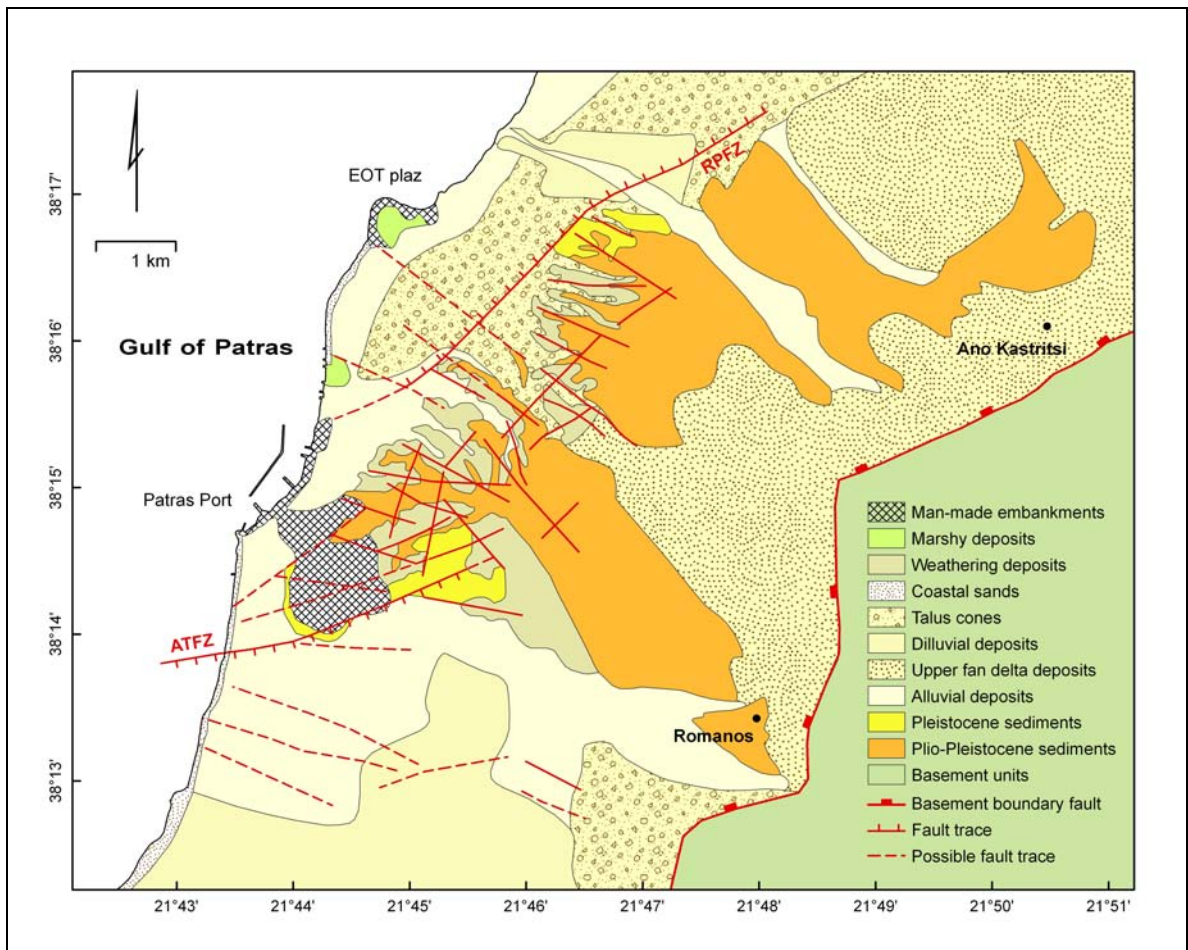 EOT plaz
RPFZ
1 km
Gulf of Patras
Ano Kastritsi
Patras Port
ATFZ
Romanos
Man-made embankments
Marshy deposits
Weathering deposits
Coastal sands
Talus cones
Dilluvial deposits
Upper fan delta deposits
Alluvial deposits
Pleistocene sediments
Plio-Pleistocene sediments
Basement units
Basement boundary fault
Fault trace
Possible fault trace
38°17'
38°16'
38°15'
38°14'
38°13'
21°43' 21°44' 21°45' 21°46' 21°47' 21°48' 21°49' 21°50' 21°51'